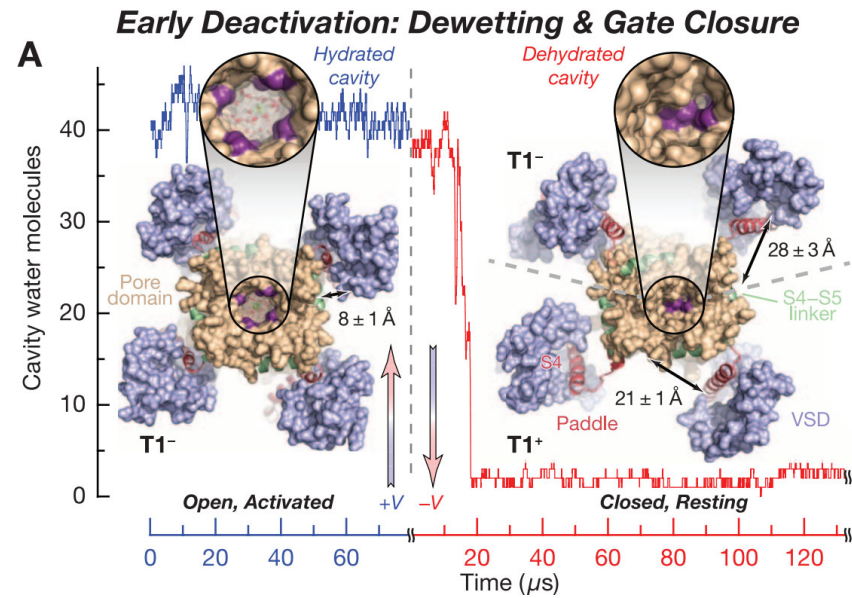 Early Deactivation: Dewetting & Gate Closure
A
Hydrated
cavity
Dehydrated
cavity
Cavity water molecules
40
30
20
10
0
T1⁻
T1⁻
Pore
domain
8 ± 1 Å
28 ± 3 Å
S4–S5
linker
S4
Paddle
21 ± 1 Å
VSD
T1⁻
T1⁺
Open, Activated
+V
–V
Closed, Resting
0
20
40
60
20
40
60
80
100
120
Time (μs)